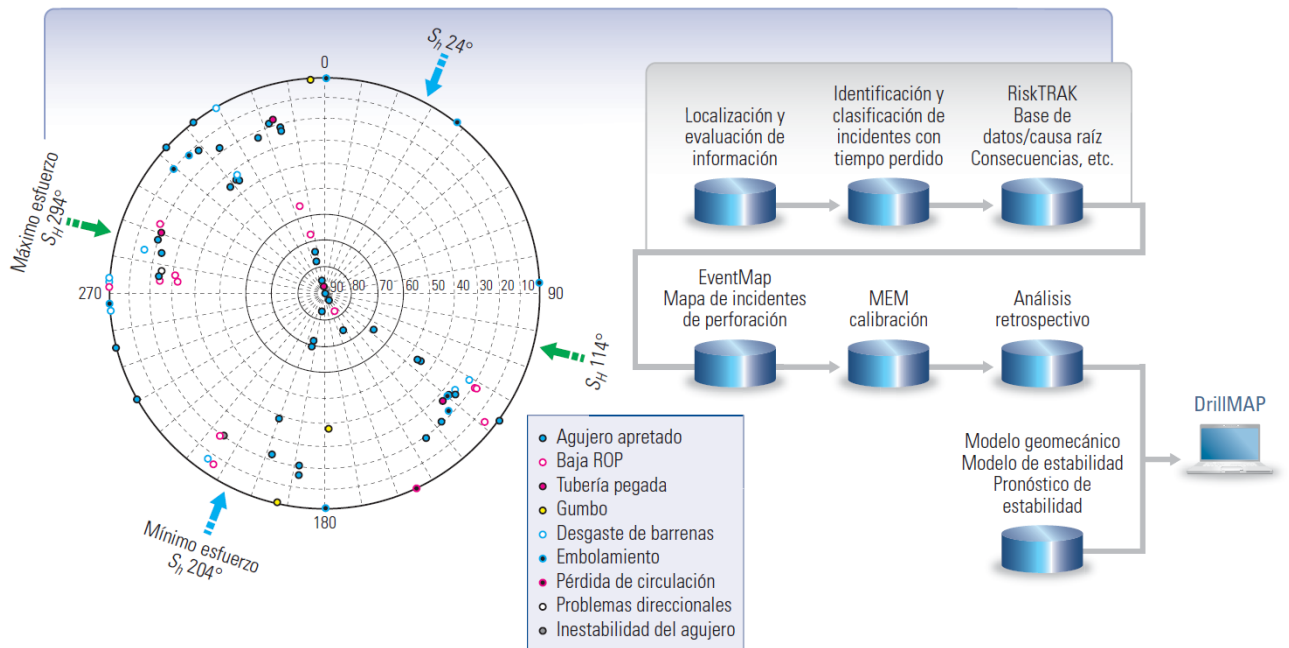 S_h 24°
0
Máximo esfuerzo
S_H 294°
270
90 80 70 60 50 40 30 20 10
90
S_H 114°
180
Mínimo esfuerzo
S_h 204°
Agujero apretado
Baja ROP
Tubería pegada
Gumbo
Desgaste de barrenas
Embolamiento
Pérdida de circulación
Problemas direccionales
Inestabilidad del agujero
Localización y
evaluación de
información
Identificación y
clasificación de
incidentes con
tiempo perdido
RiskTRAK
Base de
datos/causa raíz
Consecuencias, etc.
EventMap
Mapa de incidentes
de perforación
MEM
calibración
Análisis
retrospectivo
Modelo geomecánico
Modelo de estabilidad
Pronóstico de
estabilidad
DrillMAP